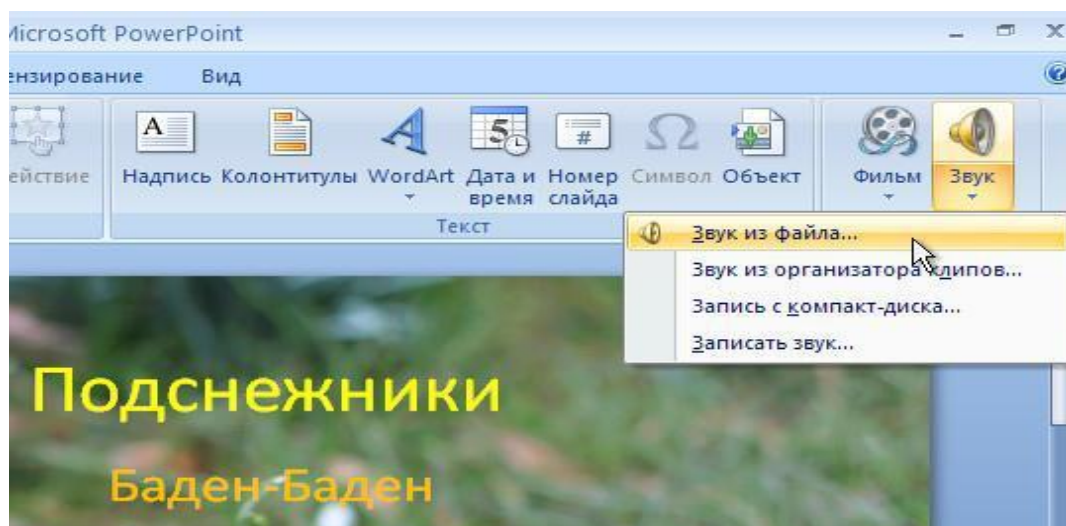 Microsoft PowerPoint
ензирование Вид
ействие Надпись Колонтитулы WordArt Дата и время Номер слайда Символ Объект Фильм Звук
Текст
Звук из файла...
Звук из организатора клипов...
Запись с компакт-диска...
Записать звук...
Подснежники
Баден-Баден